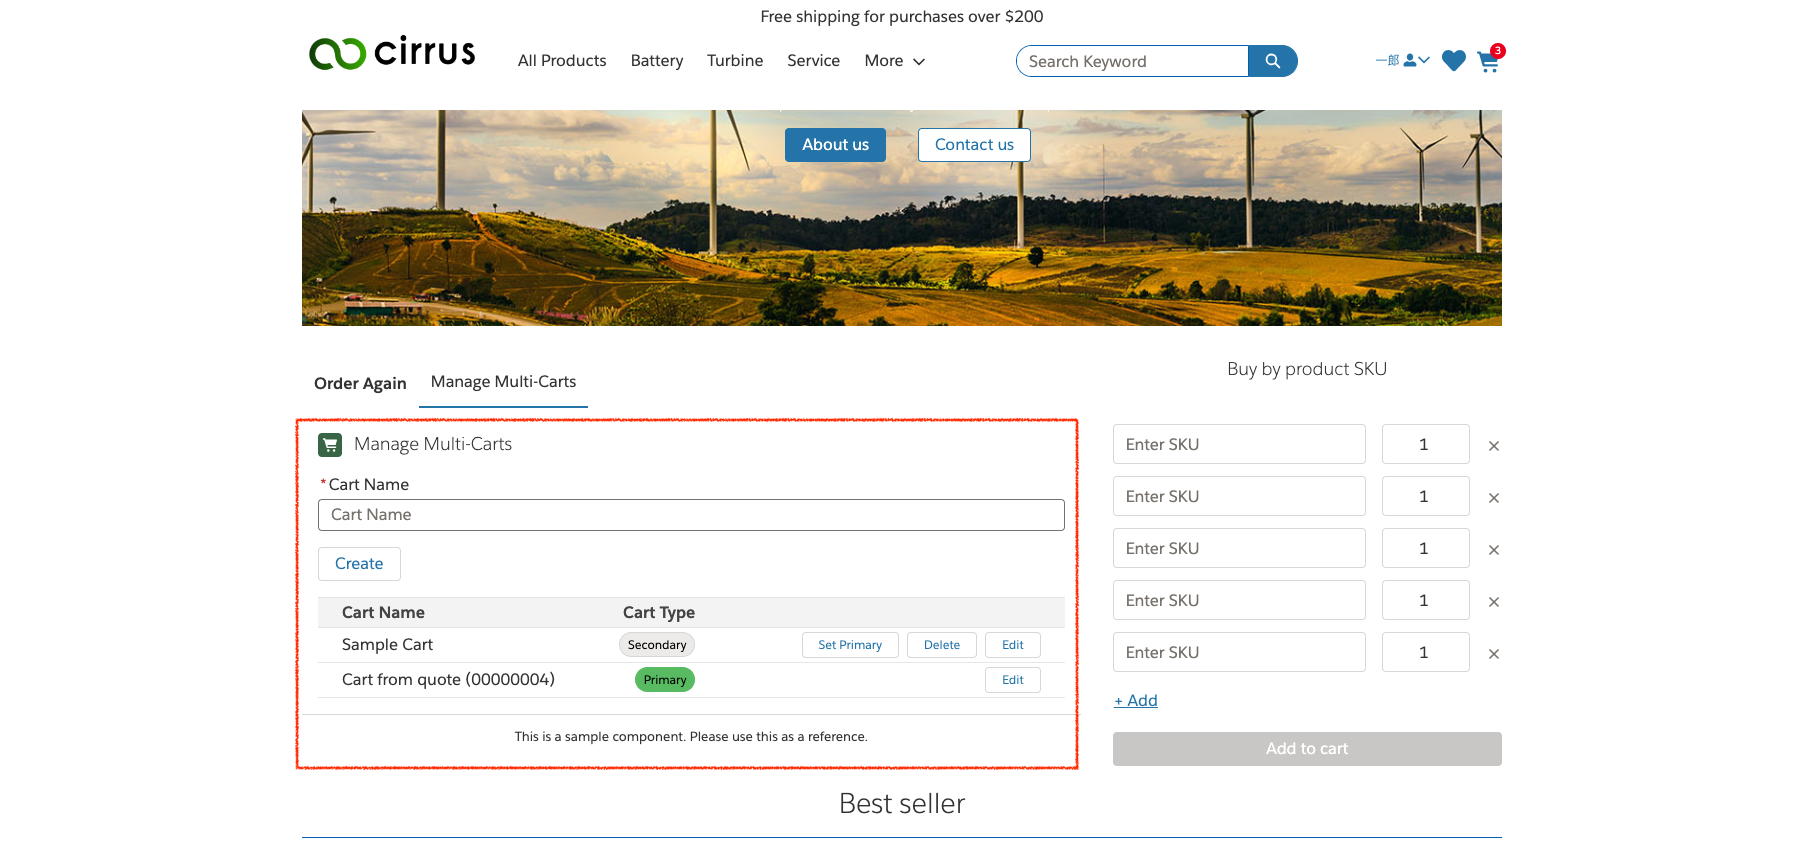 Free shipping for purchases over $200
cirrus
All Products Battery Turbine Service More
Search Keyword
一郎
3
About us
Contact us
Order Again
Manage Multi-Carts
Manage Multi-Carts
*Cart Name
Cart Name
Create
Cart Name Cart Type
Sample Cart Secondary Set Primary Delete Edit
Cart from quote (00000004) Primary Edit
This is a sample component. Please use this as a reference.
Buy by product SKU
Enter SKU 1 ×
Enter SKU 1 ×
Enter SKU 1 ×
Enter SKU 1 ×
Enter SKU 1 ×
+ Add
Add to cart
Best seller